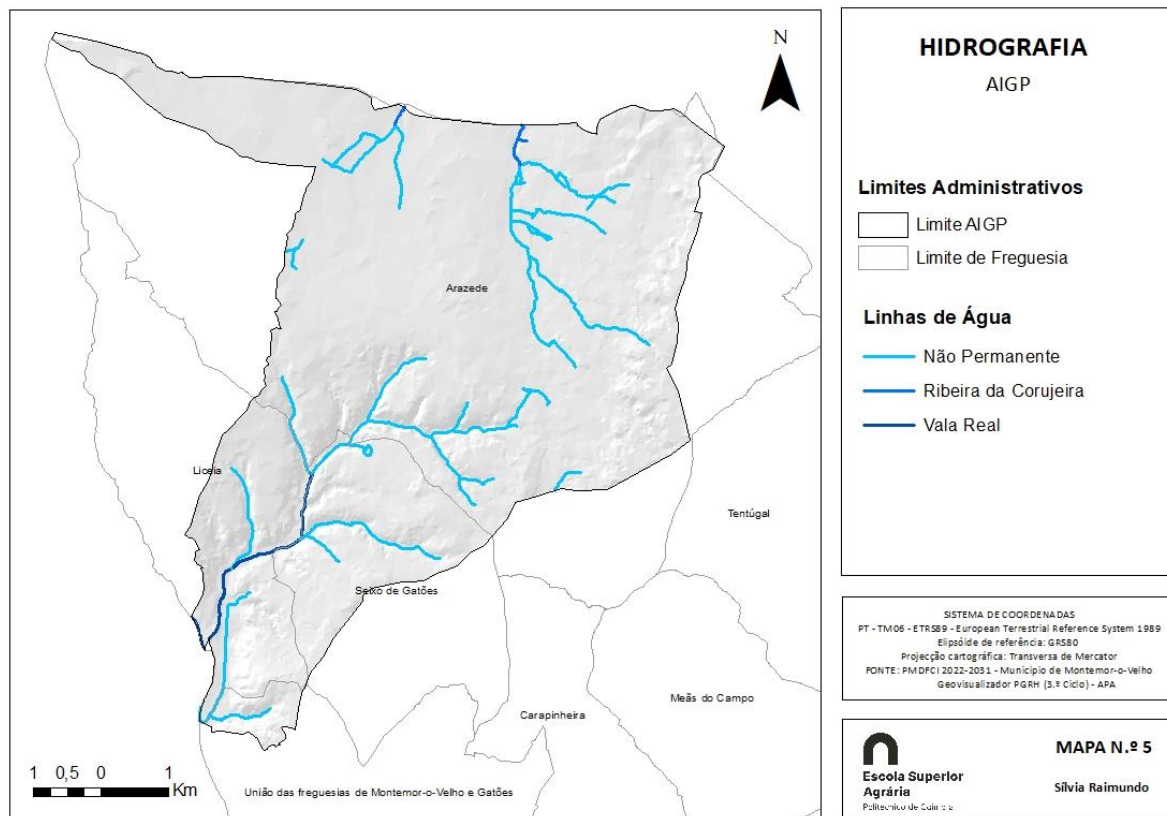 N
Arazede
Liceia
Tentúgal
Seixo de Gatões
Meãs do Campo
Carapinheira
1 0,5 0 1
Km
União das freguesias de Montemor-o-Velho e Gatões
HIDROGRAFIA
AIGP
Limites Administrativos
Limite AIGP
Limite de Freguesia
Linhas de Água
Não Permanente
Ribeira da Corujeira
Vala Real
SISTEMA DE COORDENADAS
PT - TM06 - ETRS89 - European Terrestrial Reference System 1989
Elipsóide de referência: GRS80
Projecção cartográfica: Transversa de Mercator
FONTE: PMDFCI 2022-2031 - Municipio de Montemor-o-Velho
Geovisualizador PGRH (3.º Ciclo) - APA
Escola Superior
Agrária
Politécnico de Coimbra
MAPA N.º 5
Sílvia Raimundo